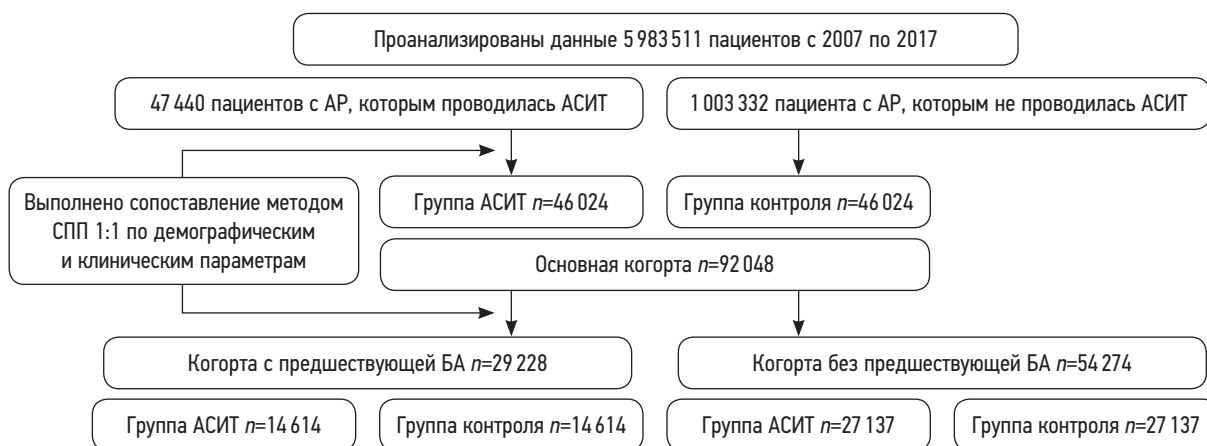 Проанализированы данные 5 983 511 пациентов с 2007 по 2017
47 440 пациентов с АР, которым проводилась АСИТ
1 003 332 пациента с АР, которым не проводилась АСИТ
Выполнено сопоставление методом
СПП 1:1 по демографическим
и клиническим параметрам
Группа АСИТ n=46 024
Группа контроля n=46 024
Основная когорта n=92 048
Когорта с предшествующей БА n=29 228
Когорта без предшествующей БА n=54 274
Группа АСИТ n=14 614
Группа контроля n=14 614
Группа АСИТ n=27 137
Группа контроля n=27 137